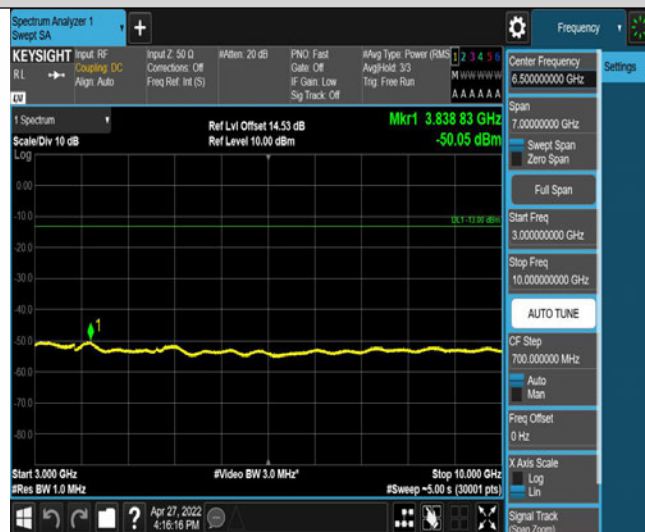 Spectrum Analyzer 1
Swept SA
Frequency
KEYSIGHT
RL
Input: RF
Coupling: DC
Align: Auto
Input Z: 50 Ω
Corrections: Off
Freq Ref: Int (S)
#Atten: 20 dB
PNO: Fast
Gate: Off
IF Gain: Low
Sig Track: Off
#Avg Type: Power (RMS
Avg|Hold: 3/3
Trig: Free Run
1 2 3 4 5 6
M W W W W W
A A A A A A
1 Spectrum
Scale/Div 10 dB
Ref Lvl Offset 14.53 dB
Ref Level 10.00 dBm
Mkr1 3.838 83 GHz
-50.05 dBm
Log
0.00
-10.0
DL1 -13.00 dBm
-20.0
-30.0
-40.0
1
-50.0
-60.0
-70.0
-80.0
Start 3.000 GHz
#Res BW 1.0 MHz
#Video BW 3.0 MHz*
Stop 10.000 GHz
#Sweep ~5.00 s (30001 pts)
Apr 27, 2022
4:16:16 PM
Center Frequency
6.500000000 GHz
Settings
Span
7.00000000 GHz
Swept Span
Zero Span
Full Span
Start Freq
3.000000000 GHz
Stop Freq
10.000000000 GHz
AUTO TUNE
CF Step
700.000000 MHz
Auto
Man
Freq Offset
0 Hz
X Axis Scale
Log
Lin
Signal Track
(Span Zoom)